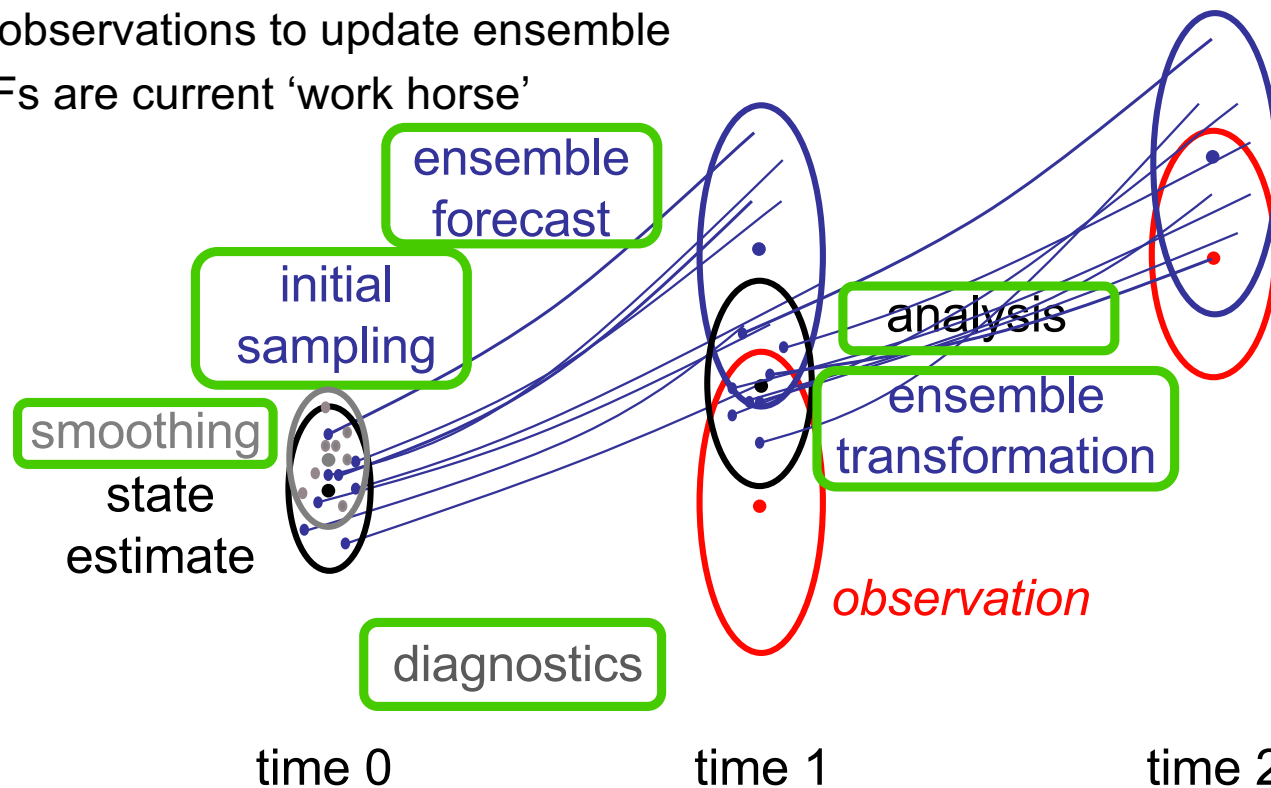 observations to update ensemble
Fs are current ‘work horse’
ensemble
forecast
initial
sampling
analysis
ensemble
transformation
smoothing
state
estimate
observation
diagnostics
time 0
time 1
time 2